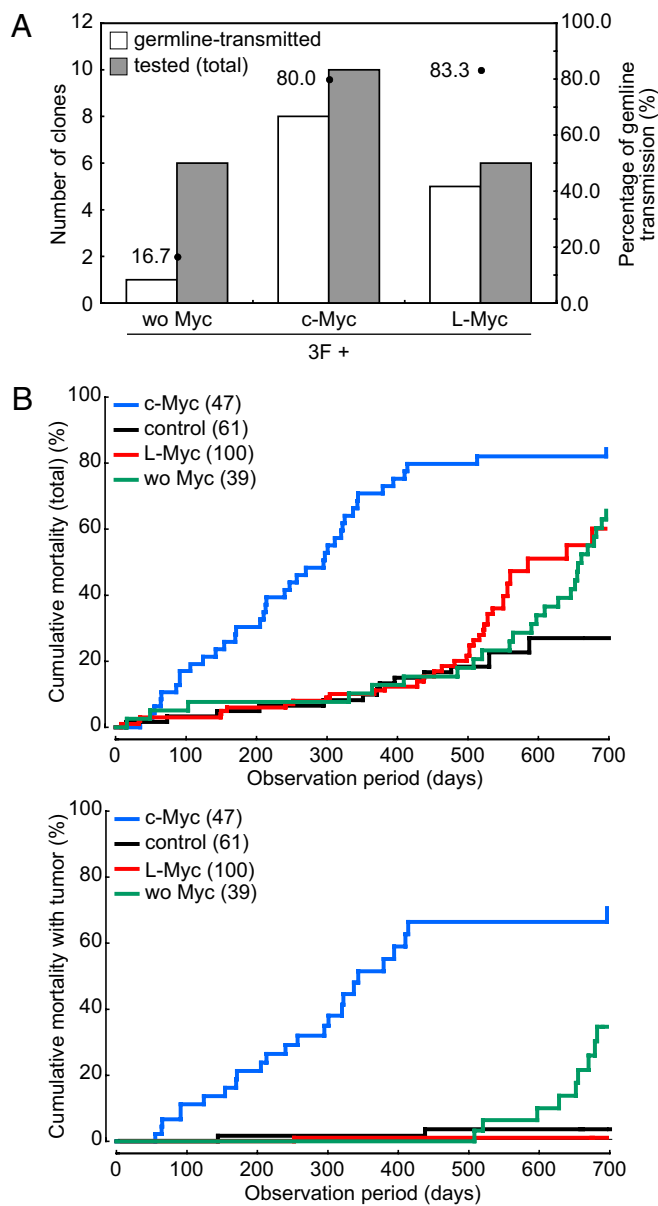 A
germline-transmitted
tested (total)
Number of clones
12
10
8
6
4
2
0
16.7
80.0
83.3
100.0
80.0
60.0
40.0
20.0
0.0
Percentage of gemline
transmission (%)
wo Myc c-Myc L-Myc
3F +
B
c-Myc (47)
control (61)
L-Myc (100)
wo Myc (39)
Cumulative mortality (total) (%)
100
80
60
40
20
0
0 100 200 300 400 500 600 700
Observation period (days)
c-Myc (47)
control (61)
L-Myc (100)
wo Myc (39)
Cumulative mortality with tumor (%)
100
80
60
40
20
0
0 100 200 300 400 500 600 700
Observation period (days)